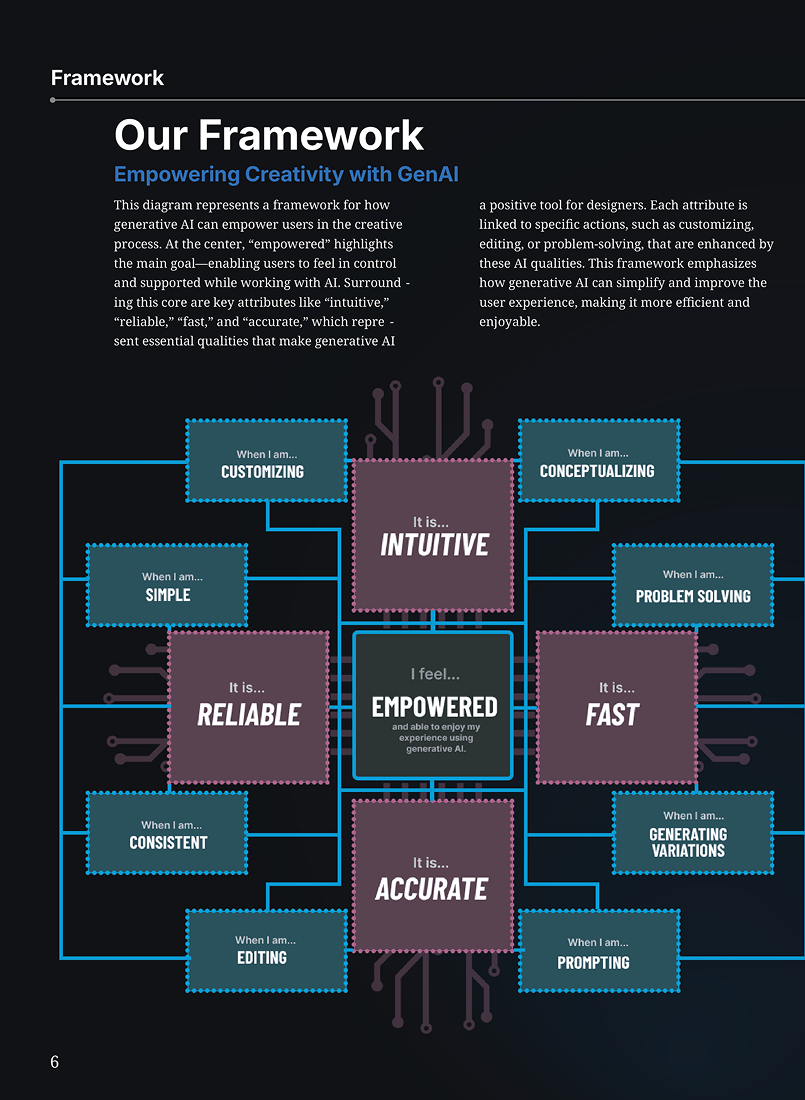 Framework
Our Framework
Empowering Creativity with GenAI
This diagram represents a framework for how
generative AI can empower users in the creative
process. At the center, “empowered” highlights
the main goal—enabling users to feel in control
and supported while working with AI. Surround -
ing this core are key attributes like “intuitive,”
“reliable,” “fast,” and “accurate,” which repre -
sent essential qualities that make generative AI
a positive tool for designers. Each attribute is
linked to specific actions, such as customizing,
editing, or problem-solving, that are enhanced by
these AI qualities. This framework emphasizes
how generative AI can simplify and improve the
user experience, making it more efficient and
enjoyable.
When I am...
CUSTOMIZING
When I am...
CONCEPTUALIZING
It is...
INTUITIVE
When I am...
SIMPLE
When I am...
PROBLEM SOLVING
It is...
RELIABLE
I feel...
EMPOWERED
and able to enjoy my
experience using
generative AI.
It is...
FAST
When I am...
CONSISTENT
When I am...
GENERATING
VARIATIONS
It is...
ACCURATE
When I am...
EDITING
When I am...
PROMPTING
6